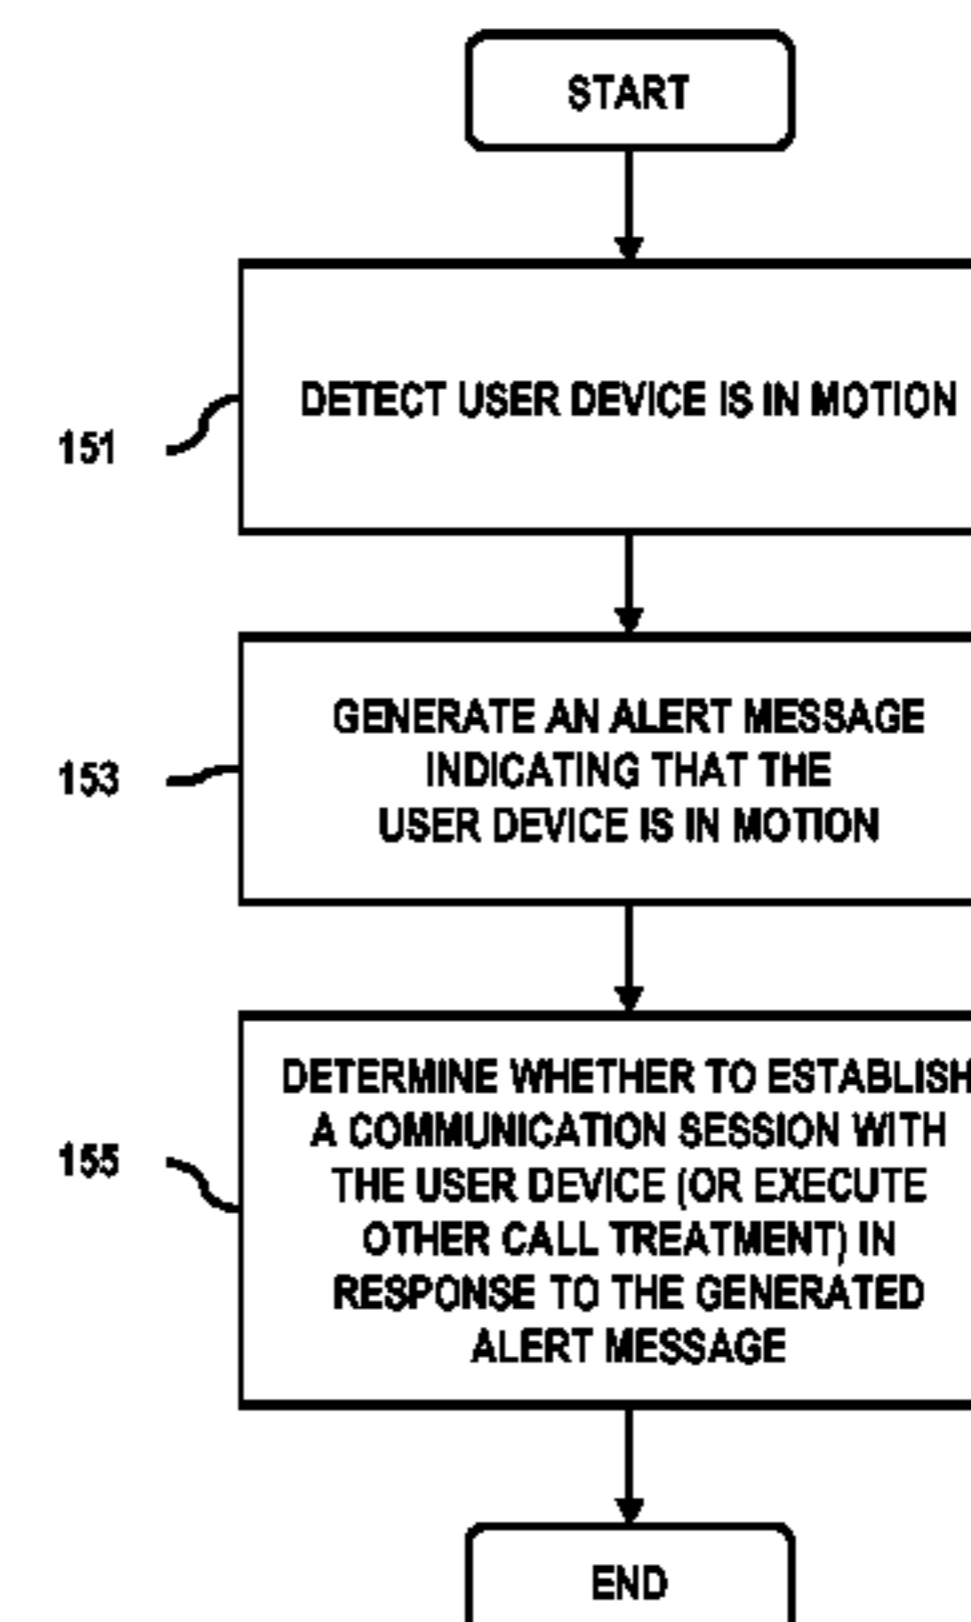 START
DETECT USER DEVICE IS IN MOTION
151
GENERATE AN ALERT MESSAGE
INDICATING THAT THE
USER DEVICE IS IN MOTION
153
DETERMINE WHETHER TO ESTABLISH
A COMMUNICATION SESSION WITH
THE USER DEVICE (OR EXECUTE
OTHER CALL TREATMENT) IN
RESPONSE TO THE GENERATED
ALERT MESSAGE
155
END